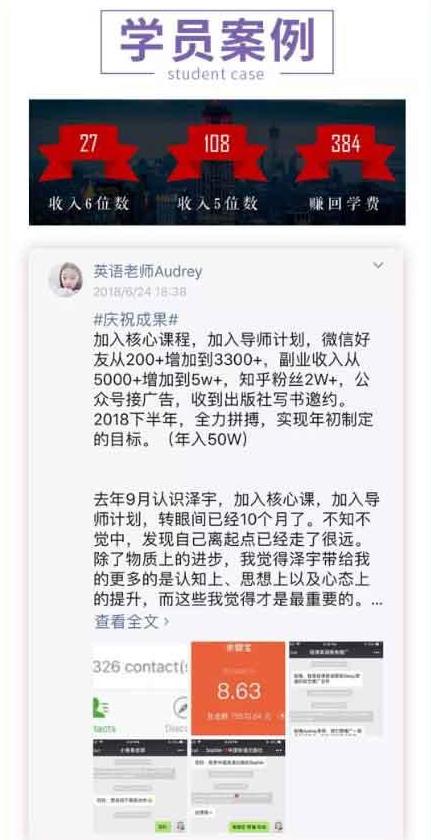 学员案例
student case
27
108
384
收入6位数
收入5位数
赚回学费
英语老师Audrey
2018/6/24 18:38
#庆祝成果#
加入核心课程，加入导师计划，微信好
友从200+增加到3300+，副业收入从
5000+增加到5w+，知乎粉丝2W+，公
众号接广告，收到出版社写书邀约。
2018下半年，全力拼搏，实现年初制定
的目标。（年入50W）
去年9月认识泽宇，加入核心课，加入导
师计划，转眼间已经10个月了。不知不
觉中，发现自己离起点已经走了很远。
除了物质上的进步，我觉得泽宇带给我
的更多的是认知上、思想上以及心态上
的提升，而这些我觉得才是最重要的。...
查看全文
326 contact(s
余额宝
8.63